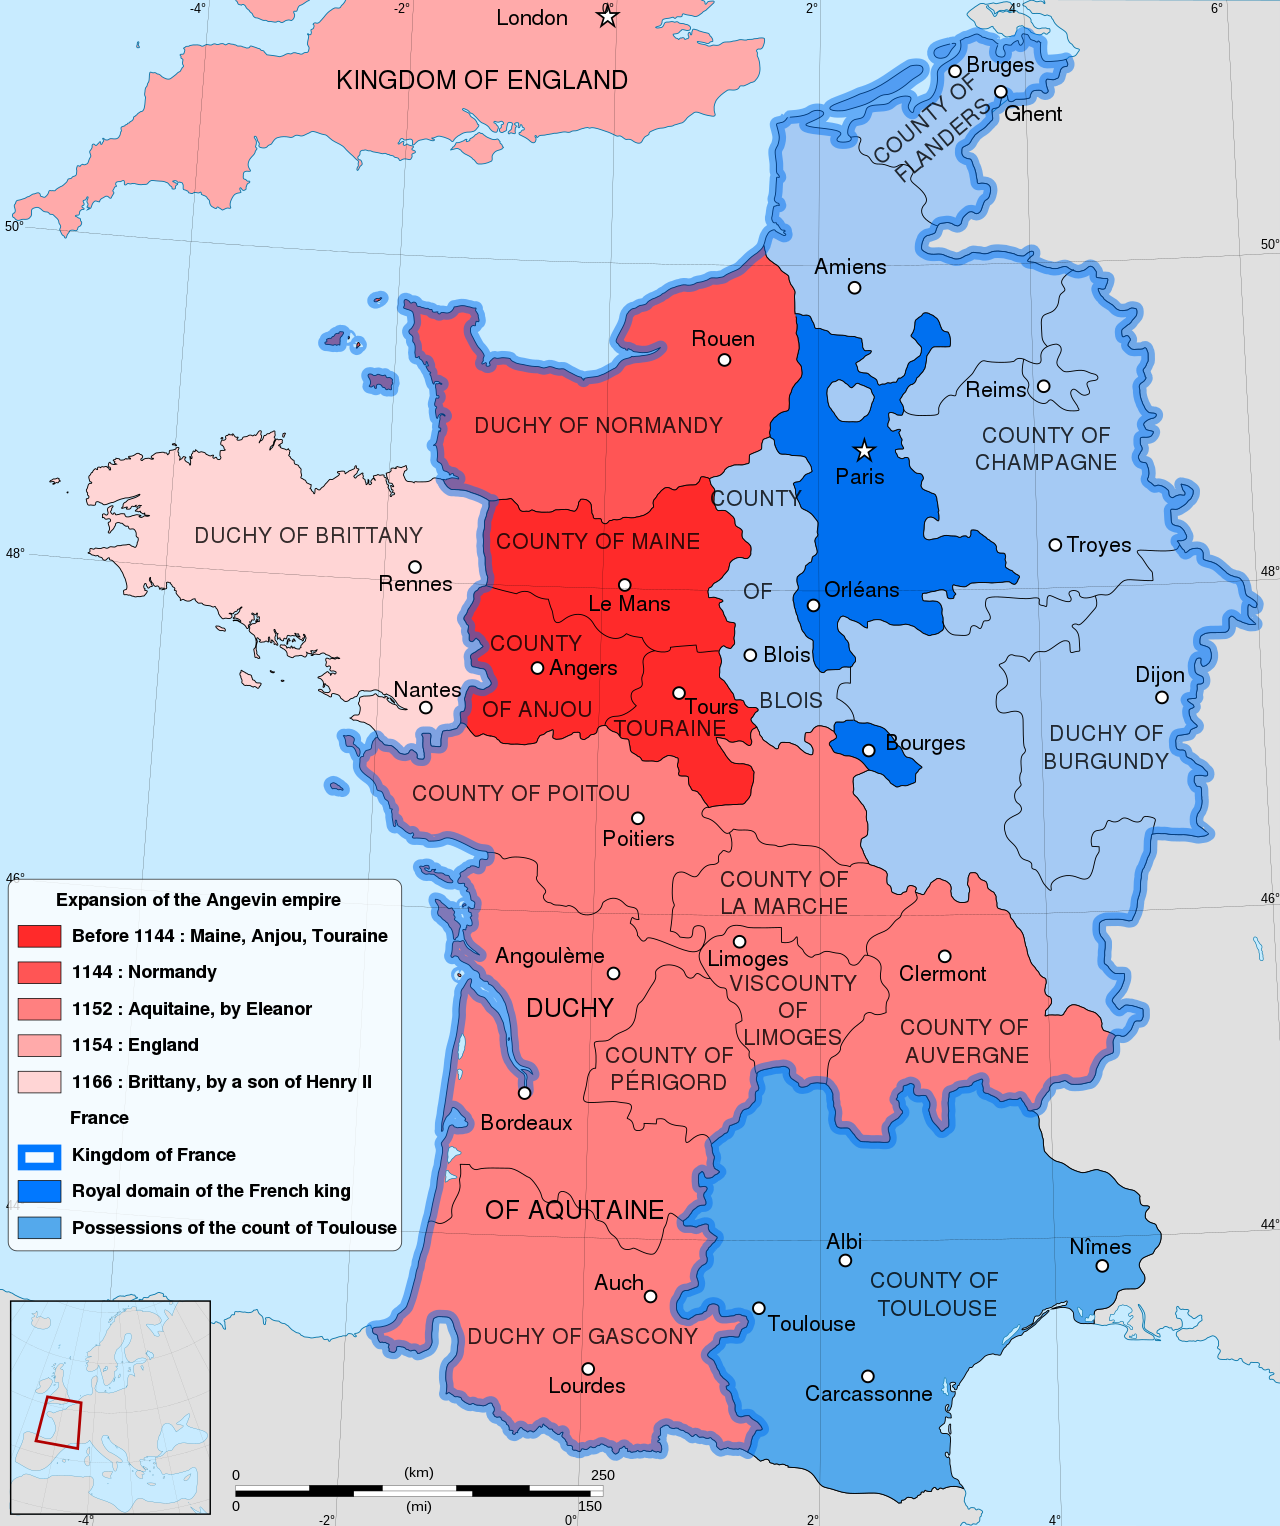 -4°
-2°
0°
2°
4°
6°
London
KINGDOM OF ENGLAND
Bruges
Ghent
COUNTY OF
FLANDERS
50°
50°
Amiens
Rouen
Reims
DUCHY OF NORMANDY
COUNTY OF
CHAMPAGNE
Paris
COUNTY
OF
BLOIS
DUCHY OF BRITTANY
COUNTY OF MAINE
Troyes
48°
48°
Rennes
Le Mans
Orléans
COUNTY
OF ANJOU
Angers
Blois
Nantes
Tours
TOURAINE
Dijon
Bourges
DUCHY OF
BURGUNDY
COUNTY OF POITOU
Poitiers
46°
46°
COUNTY OF
LA MARCHE
Expansion of the Angevin empire
Before 1144 : Maine, Anjou, Touraine
1144 : Normandy
1152 : Aquitaine, by Eleanor
1154 : England
1166 : Brittany, by a son of Henry II
France
Kingdom of France
Royal domain of the French king
Possessions of the count of Toulouse
Angoulème
Limoges
Clermont
VISCOUNTY
OF
LIMOGES
DUCHY
OF AQUITAINE
COUNTY OF
AUVERGNE
COUNTY OF
PÉRIGORD
Bordeaux
44°
44°
Albi
Nîmes
Auch
COUNTY OF
TOULOUSE
Toulouse
DUCHY OF GASCONY
Lourdes
Carcassonne
0
(km)
250
0
(mi)
150
-4°
-2°
0°
2°
4°